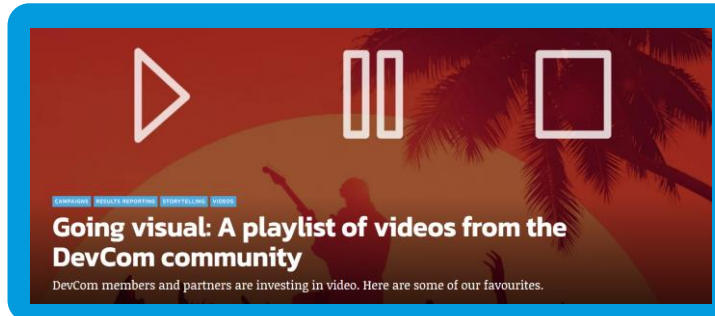 CAMPAIGNS RESULTS REPORTING STORYTELLING VIDEOS
Going visual: A playlist of videos from the
DevCom community
DevCom members and partners are investing in video. Here are some of our favourites.